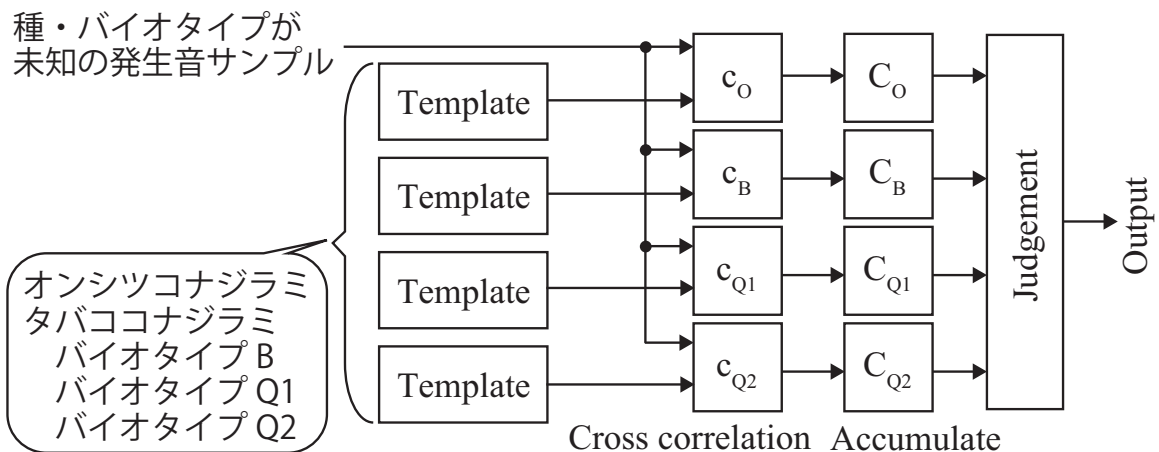 種・バイオタイプが
未知の発生音サンプル
Template
Template
Template
Template
オンシツコナジラミ
タバココナジラミ
バイオタイプ B
バイオタイプ Q1
バイオタイプ Q2
c_O
c_B
c_Q1
c_Q2
C_O
C_B
C_Q1
C_Q2
Judgement
Output
Cross correlation
Accumulate